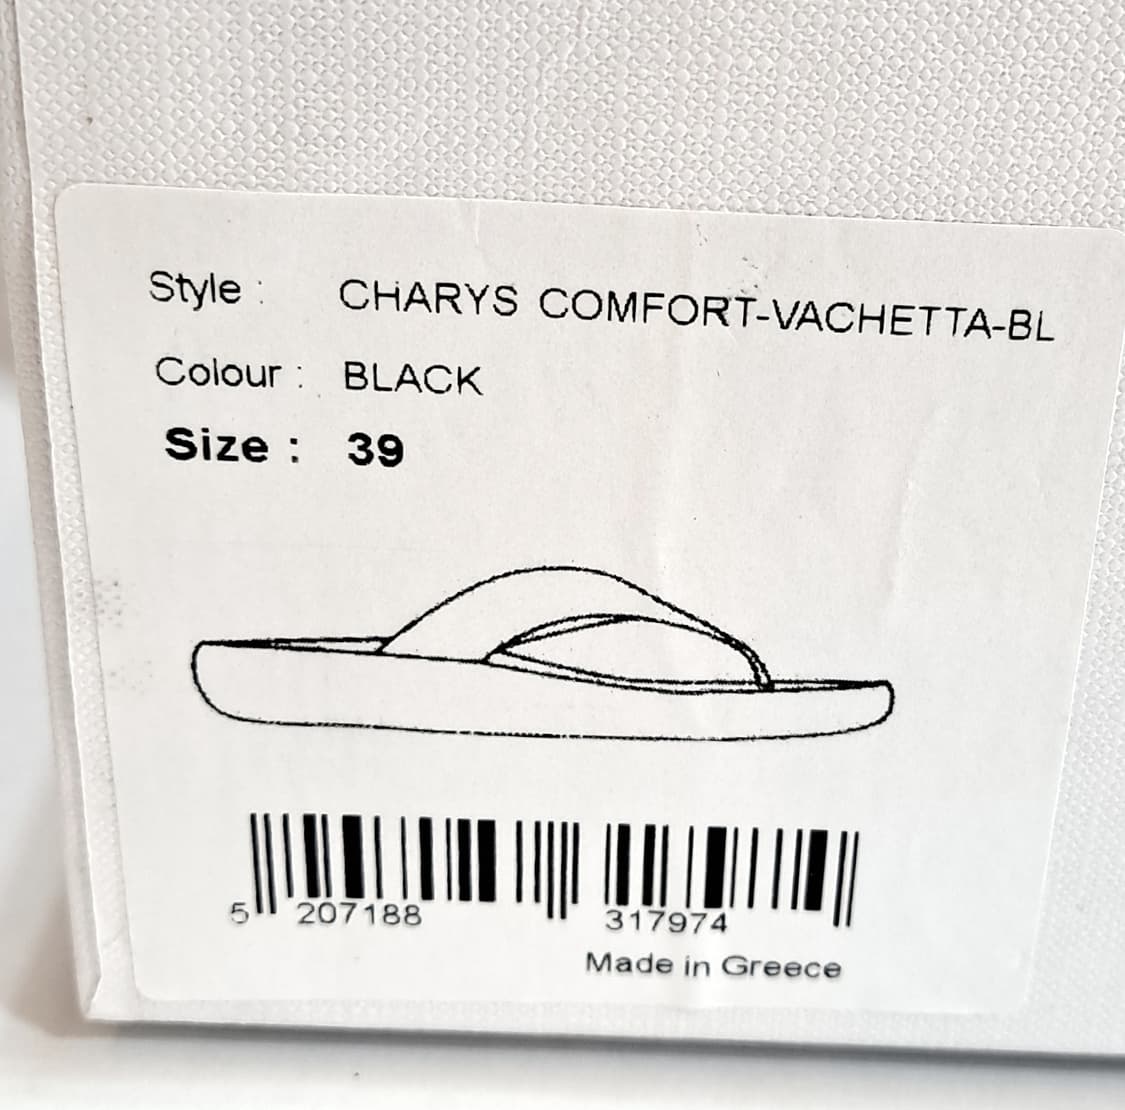 Style : CHARYS COMFORT-VACHETTA-BL
Colour : BLACK
Size : 39
5 207188 317974
Made in Greece